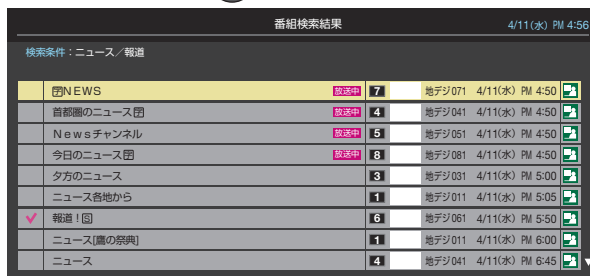 番組検索結果 4/11(水) PM 4:56
検索条件：ニュース／報道
🈑NEWS 放送中 7 地デジ071 4/11(水) PM 4:50
首都圏のニュース🈑 放送中 4 地デジ041 4/11(水) PM 4:50
Newsチャンネル 放送中 5 地デジ051 4/11(水) PM 4:50
今日のニュース🈑 放送中 8 地デジ081 4/11(水) PM 4:50
夕方のニュース 3 地デジ031 4/11(水) PM 5:00
ニュース各地から 1 地デジ011 4/11(水) PM 5:05
報道！🅂 6 地デジ061 4/11(水) PM 5:50
ニュース[鷹の祭典] 1 地デジ011 4/11(水) PM 6:00
ニュース 4 地デジ041 4/11(水) PM 6:45